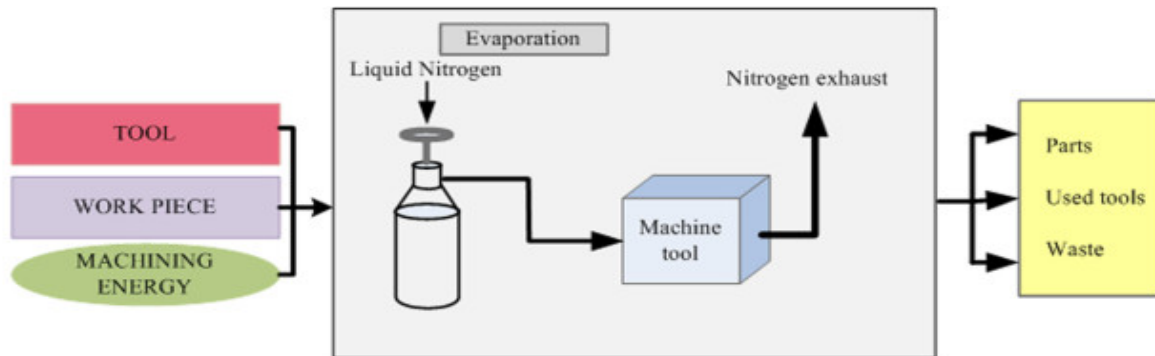 TOOL
WORK PIECE
MACHINING
ENERGY
Evaporation
Liquid Nitrogen
Machine
tool
Nitrogen exhaust
Parts
Used tools
Waste